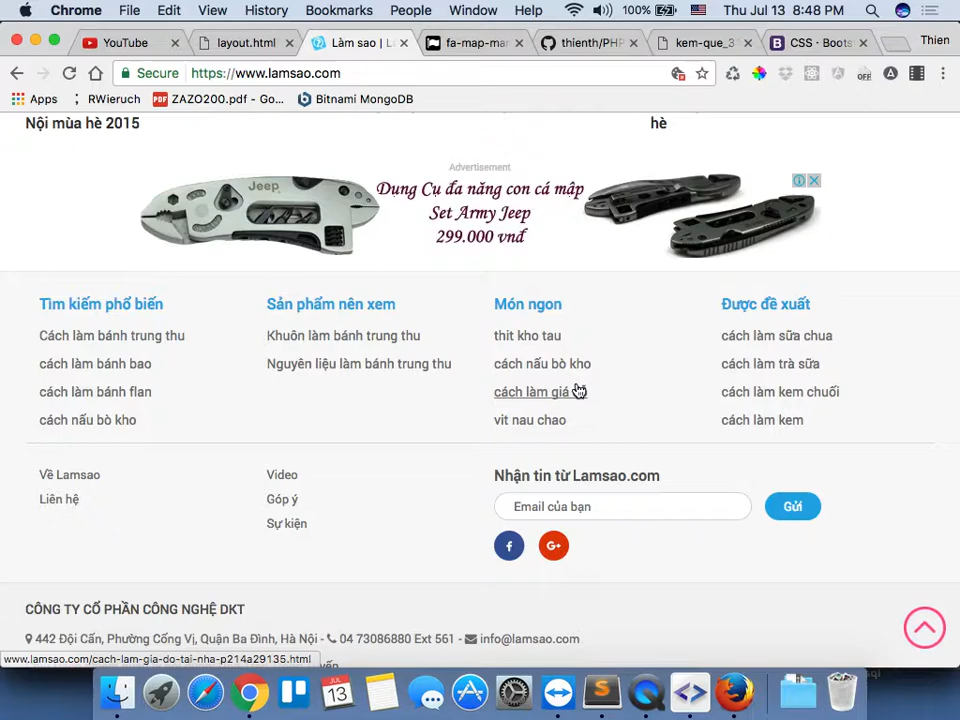 Chrome File Edit View History Bookmarks People Window Help 100% Thu Jul 13 8:48 PM
YouTube layout.html Làm sao | L fa-map-mar thienth/PHP kem-que_3 CSS · Boots Thien
Secure https://www.lamsao.com OFF
Apps RWieruch ZAZO200.pdf - Go... Bitnami MongoDB
Nội mùa hè 2015 hè
Advertisement
Jeep
Dung Cu đa năng con cá mập
Set Army Jeep
299.000 vnđ
Tìm kiếm phổ biến Sản phẩm nên xem Món ngon Được đề xuất
Cách làm bánh trung thu Khuôn làm bánh trung thu thit kho tau cách làm sữa chua
cách làm bánh bao Nguyên liệu làm bánh trung thu cách nấu bò kho cách làm trà sữa
cách làm bánh flan cách làm giá cách làm kem chuối
cách nấu bò kho vit nau chao cách làm kem
Về Lamsao Video Nhận tin từ Lamsao.com
Liên hệ Góp ý Email của bạn Gửi
Sự kiện
f G+
CÔNG TY CỔ PHẦN CÔNG NGHỆ DKT
442 Đội Cấn, Phường Cống Vị, Quận Ba Đình, Hà Nội - 04 73086880 Ext 561 - info@lamsao.com
www.lamsao.com/cach-lam-gia-do-tai-nha-p214a29135.html
JUL
13